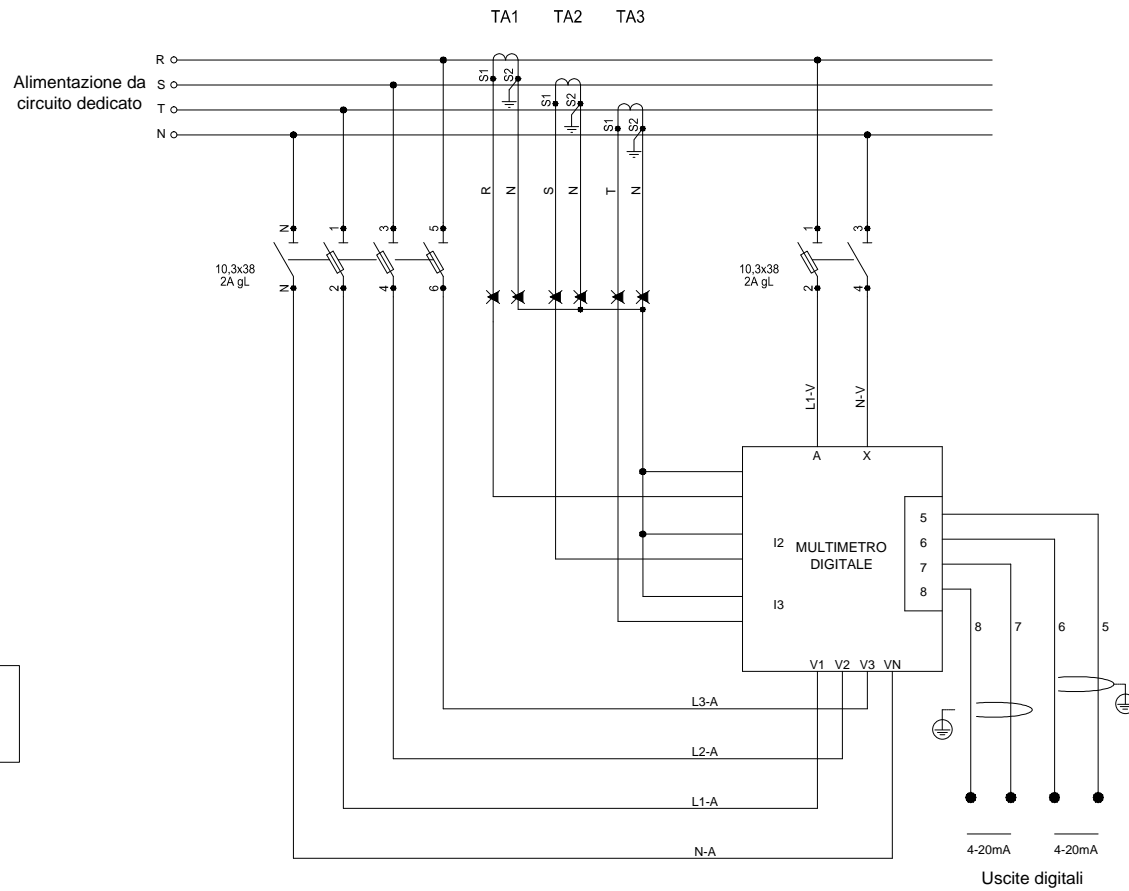 TA1 TA2 TA3
R
S
T
N
Alimentazione da
circuito dedicato
S1 S2
S1 S2
S1 S2
R N S N T N
N 1 3 5
10,3x38
2A gL
N 2 4 6
1 3
10,3x38
2A gL
2 4
L1-V N-V
A X
I2
I3
MULTIMETRO
DIGITALE
5
6
7
8
8 7 6 5
V1 V2 V3 VN
L3-A
L2-A
L1-A
N-A
4-20mA 4-20mA
Uscite digitali